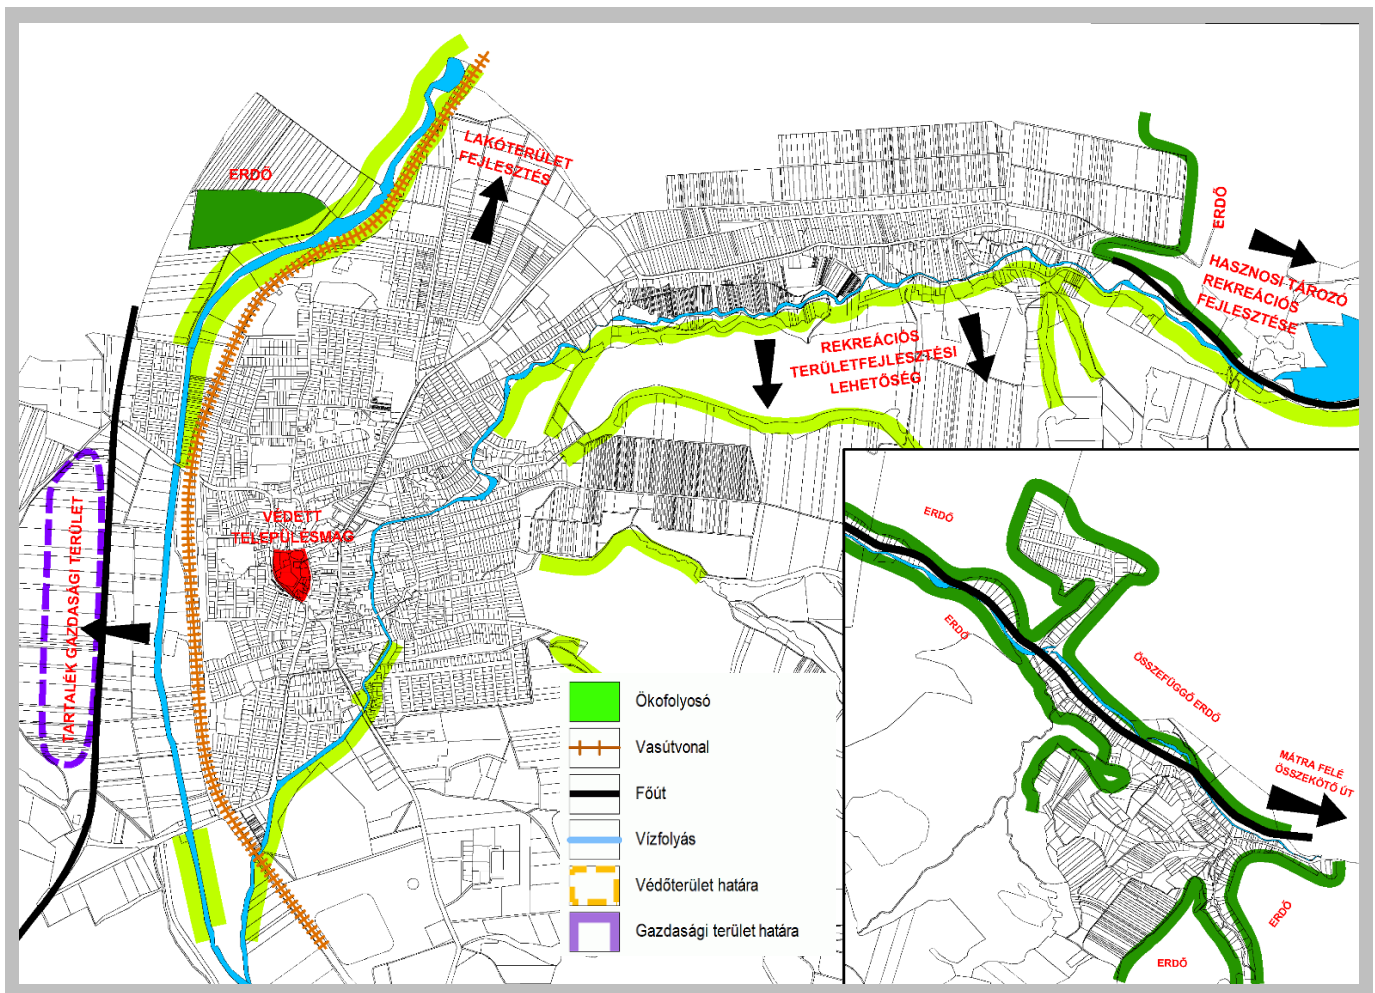 LAKÓTERÜLET
FEJLESZTÉS
ERDŐ
ERDŐ
HASZNOSI TÁROZÓ
REKREÁCIÓS
FEJLESZTÉSE
REKREÁCIÓS
TERÜLETFEJLESZTÉSI
LEHETŐSÉG
TARTALÉK GAZDASÁGI TERÜLET
VÉDETT
TELEPÜLÉSMAG
ERDŐ
ERDŐ
ÖSSZEFÜGGŐ ERDŐ
MÁTRA FELÉ
ÖSSZEKÖTŐ ÚT
ERDŐ
ERDŐ
Ökofolyosó
Vasútvonal
Főút
Vízfolyás
Védőterület határa
Gazdasági terület határa